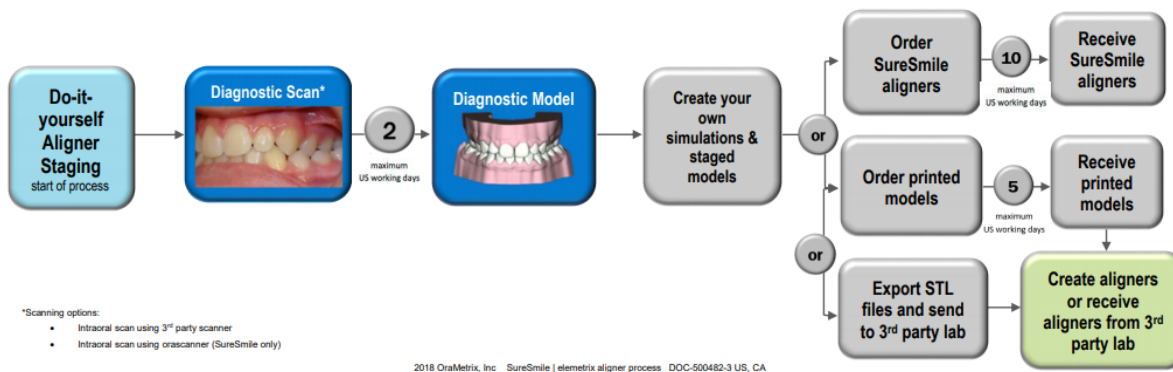 Do-it-
yourself
Aligner
Staging
start of process
Diagnostic Scan*
2
maximum
US working days
Diagnostic Model
Create your
own
simulations &
staged
models
or
or
Order
SureSmile
aligners
10
maximum
US working days
Receive
SureSmile
aligners
Order printed
models
5
maximum
US working days
Receive
printed
models
Export STL
files and send
to 3rd party lab
Create aligners
or receive
aligners from 3rd
party lab
*Scanning options:
• Intraoral scan using 3rd party scanner
• Intraoral scan using orascanner (SureSmile only)
2018 OraMetrix, Inc SureSmile | elemetrix aligner process DOC-500482-3 US, CA